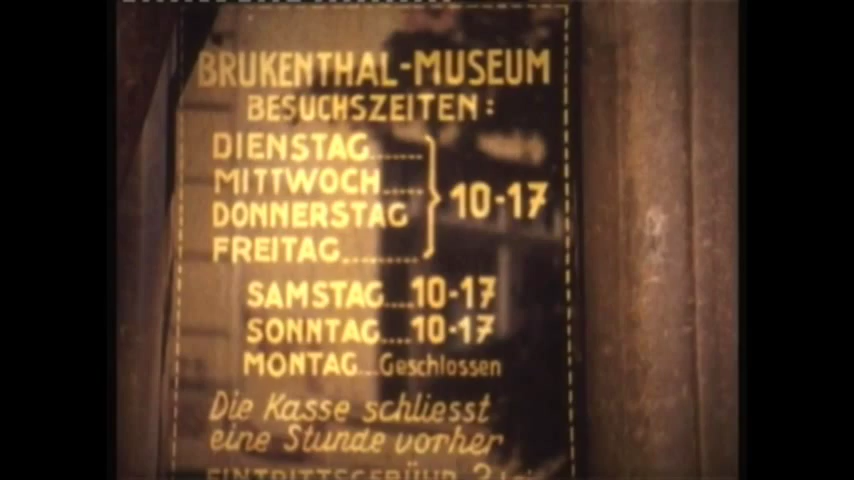 BRUKENTHAL-MUSEUM
BESUCHSZEITEN:
DIENSTAG......
MITTWOCH.....
DONNERSTAG
FREITAG.........
10-17
SAMSTAG....10-17
SONNTAG....10-17
MONTAG...Geschlossen
Die Kasse schliesst
eine Stunde vorher
EINTRITTSGEBÜHR